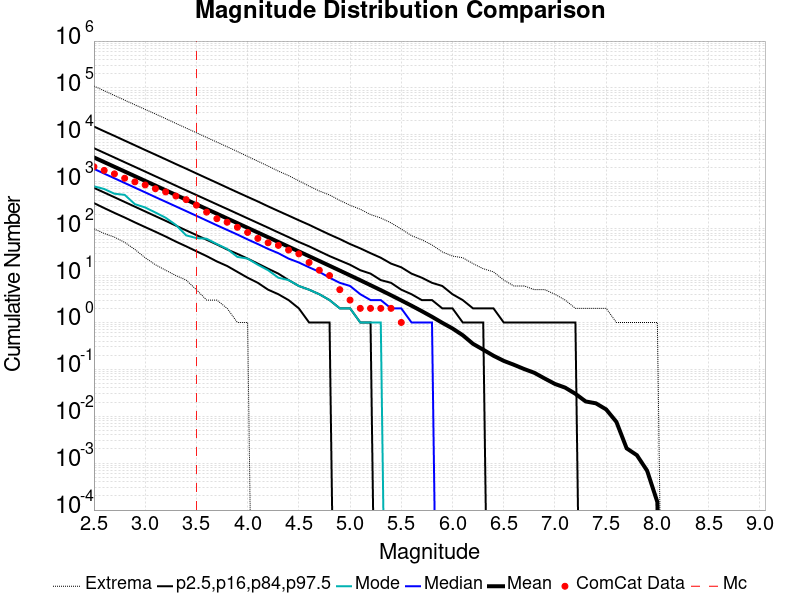 Magnitude Distribution Comparison
10^6
10^5
10^4
10^3
10^2
10^1
10^0
10^-1
10^-2
10^-3
10^-4
Cumulative Number
2.5 3.0 3.5 4.0 4.5 5.0 5.5 6.0 6.5 7.0 7.5 8.0 8.5 9.0
Magnitude
Extrema p2.5,p16,p84,p97.5 Mode Median Mean ComCat Data Mc